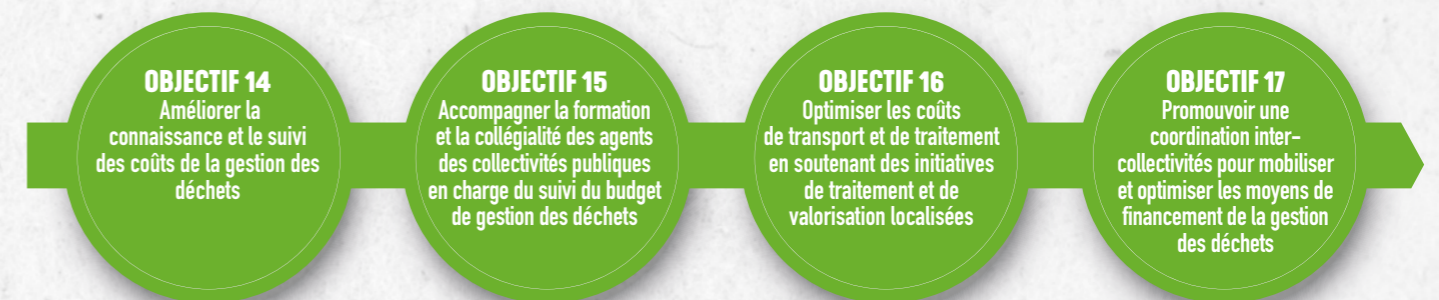 OBJECTIF 14
Améliorer la
connaissance et le suivi
des coûts de la gestion des
déchets
OBJECTIF 15
Accompagner la formation
et la collégialité des agents
des collectivités publiques
en charge du suivi du budget
de gestion des déchets
OBJECTIF 16
Optimiser les coûts
de transport et de traitement
en soutenant des initiatives
de traitement et de
valorisation localisées
OBJECTIF 17
Promouvoir une
coordination inter-
collectivités pour mobiliser
et optimiser les moyens de
financement de la gestion
des déchets